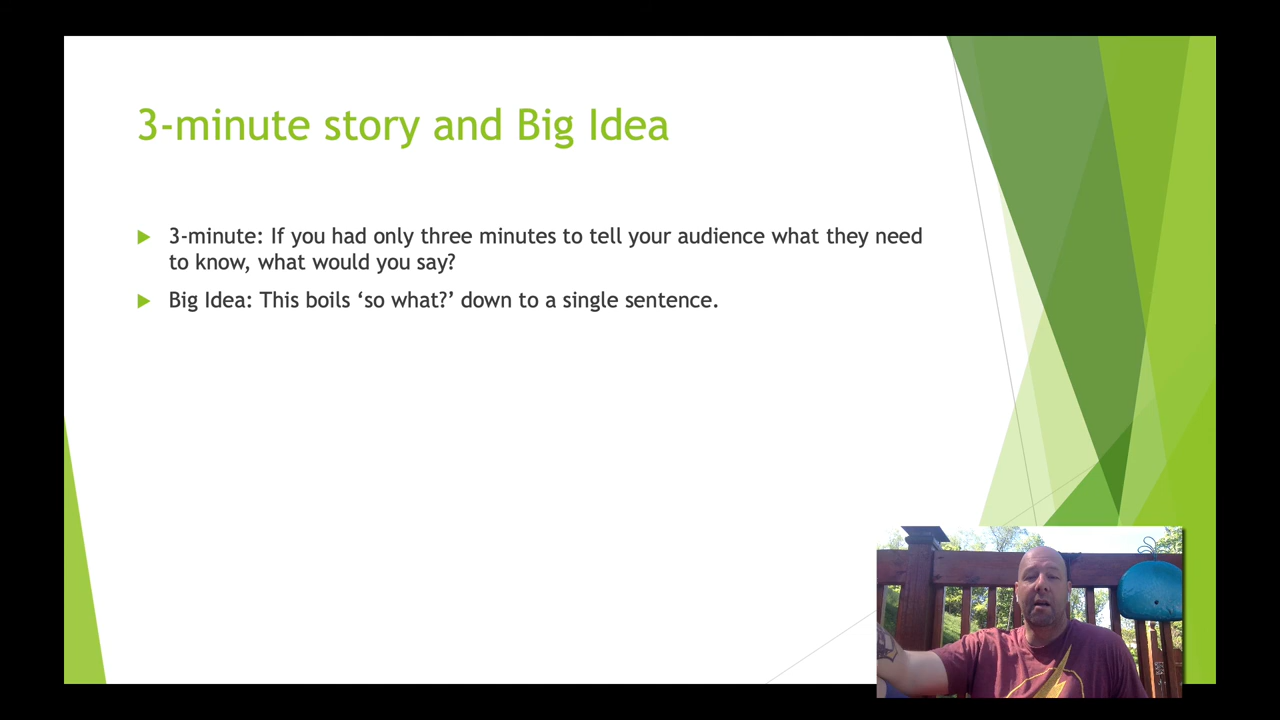 3-minute story and Big Idea
3-minute: If you had only three minutes to tell your audience what they need
to know, what would you say?
Big Idea: This boils ‘so what?’ down to a single sentence.